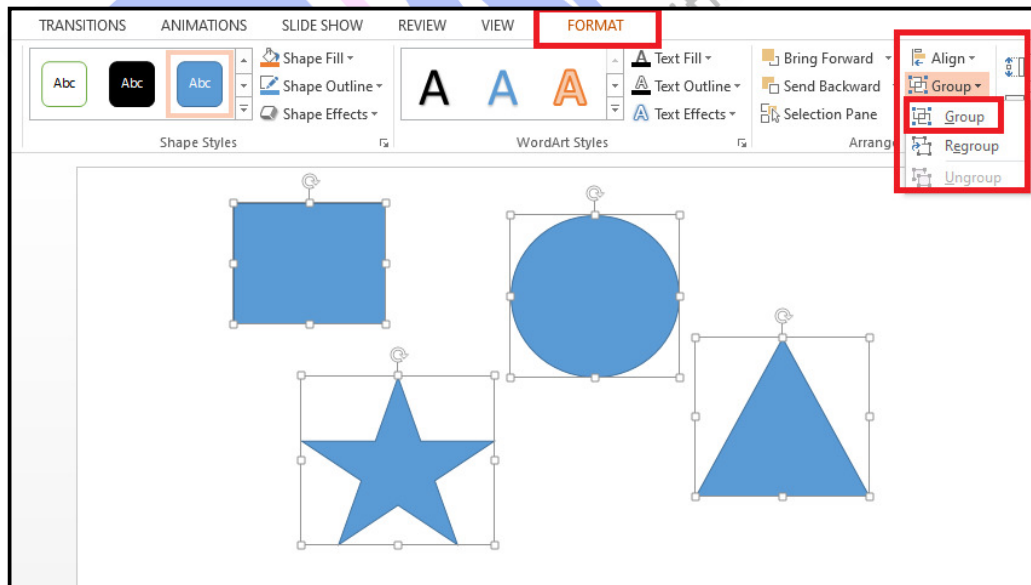 TRANSITIONS ANIMATIONS SLIDE SHOW REVIEW VIEW FORMAT
Abc Abc Abc
Shape Fill
Shape Outline
Shape Effects
Shape Styles
A A A
A Text Fill
A Text Outline
A Text Effects
WordArt Styles
Bring Forward
Send Backward
Selection Pane
Arrange
Align
Group
Group
Regroup
Ungroup